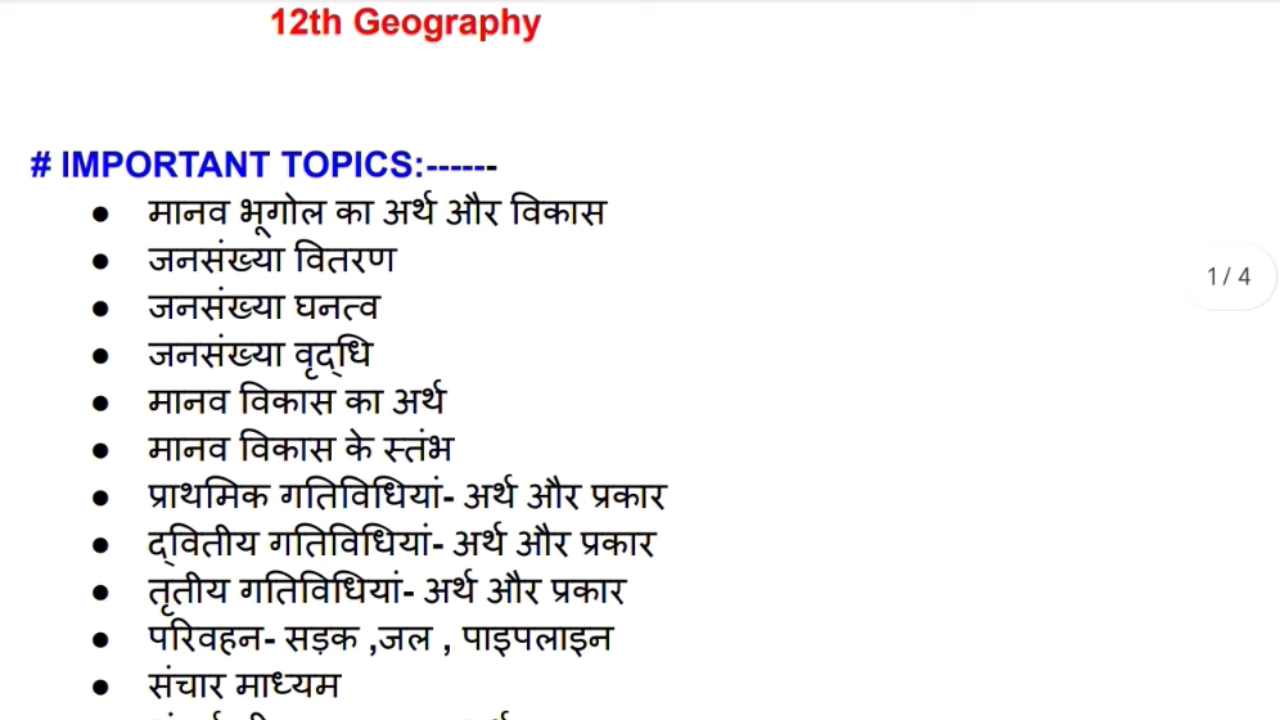 12th Geography
# IMPORTANT TOPICS:------
● मानव भूगोल का अर्थ और विकास
● जनसंख्या वितरण
● जनसंख्या घनत्व
● जनसंख्या वृद्धि
● मानव विकास का अर्थ
● मानव विकास के स्तंभ
● प्राथमिक गतिविधियां- अर्थ और प्रकार
● द्वितीय गतिविधियां- अर्थ और प्रकार
● तृतीय गतिविधियां- अर्थ और प्रकार
● परिवहन- सड़क ,जल , पाइपलाइन
● संचार माध्यम
1 / 4